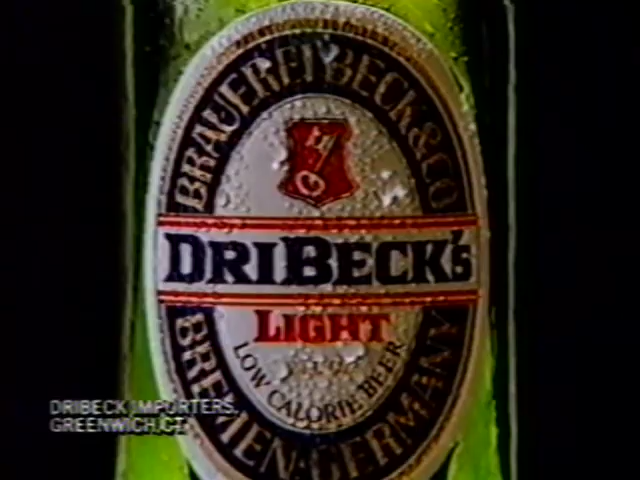 BRAUEREI BECK & CO
DRIBECK'S
LIGHT
LOW CALORIE BEER
BREMEN-GERMANY
DRIBECK IMPORTERS,
GREENWICH,CT.